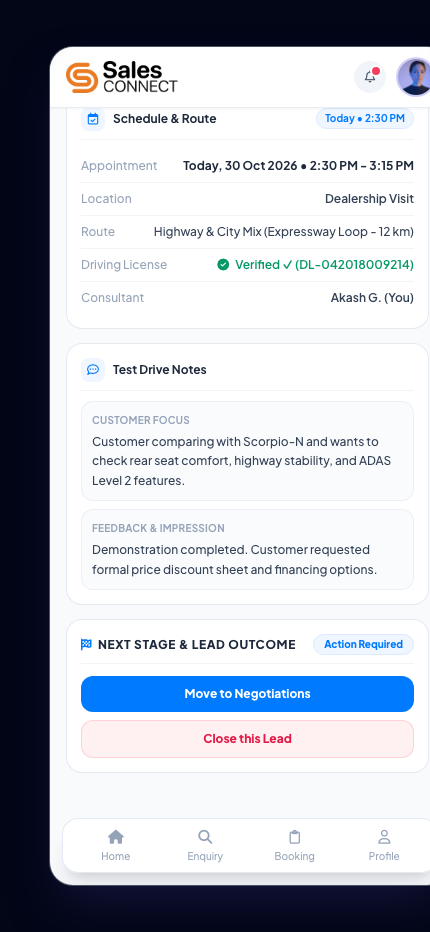 Sales
CONNECT
Schedule & Route
Today • 2:30 PM
Appointment
Today, 30 Oct 2026 • 2:30 PM – 3:15 PM
Location
Dealership Visit
Route
Highway & City Mix (Expressway Loop - 12 km)
Driving License
Verified ✓ (DL-042018009214)
Consultant
Akash G. (You)
Test Drive Notes
CUSTOMER FOCUS
Customer comparing with Scorpio-N and wants to
check rear seat comfort, highway stability, and ADAS
Level 2 features.
FEEDBACK & IMPRESSION
Demonstration completed. Customer requested
formal price discount sheet and financing options.
NEXT STAGE & LEAD OUTCOME
Action Required
Move to Negotiations
Close this Lead
Home
Enquiry
Booking
Profile